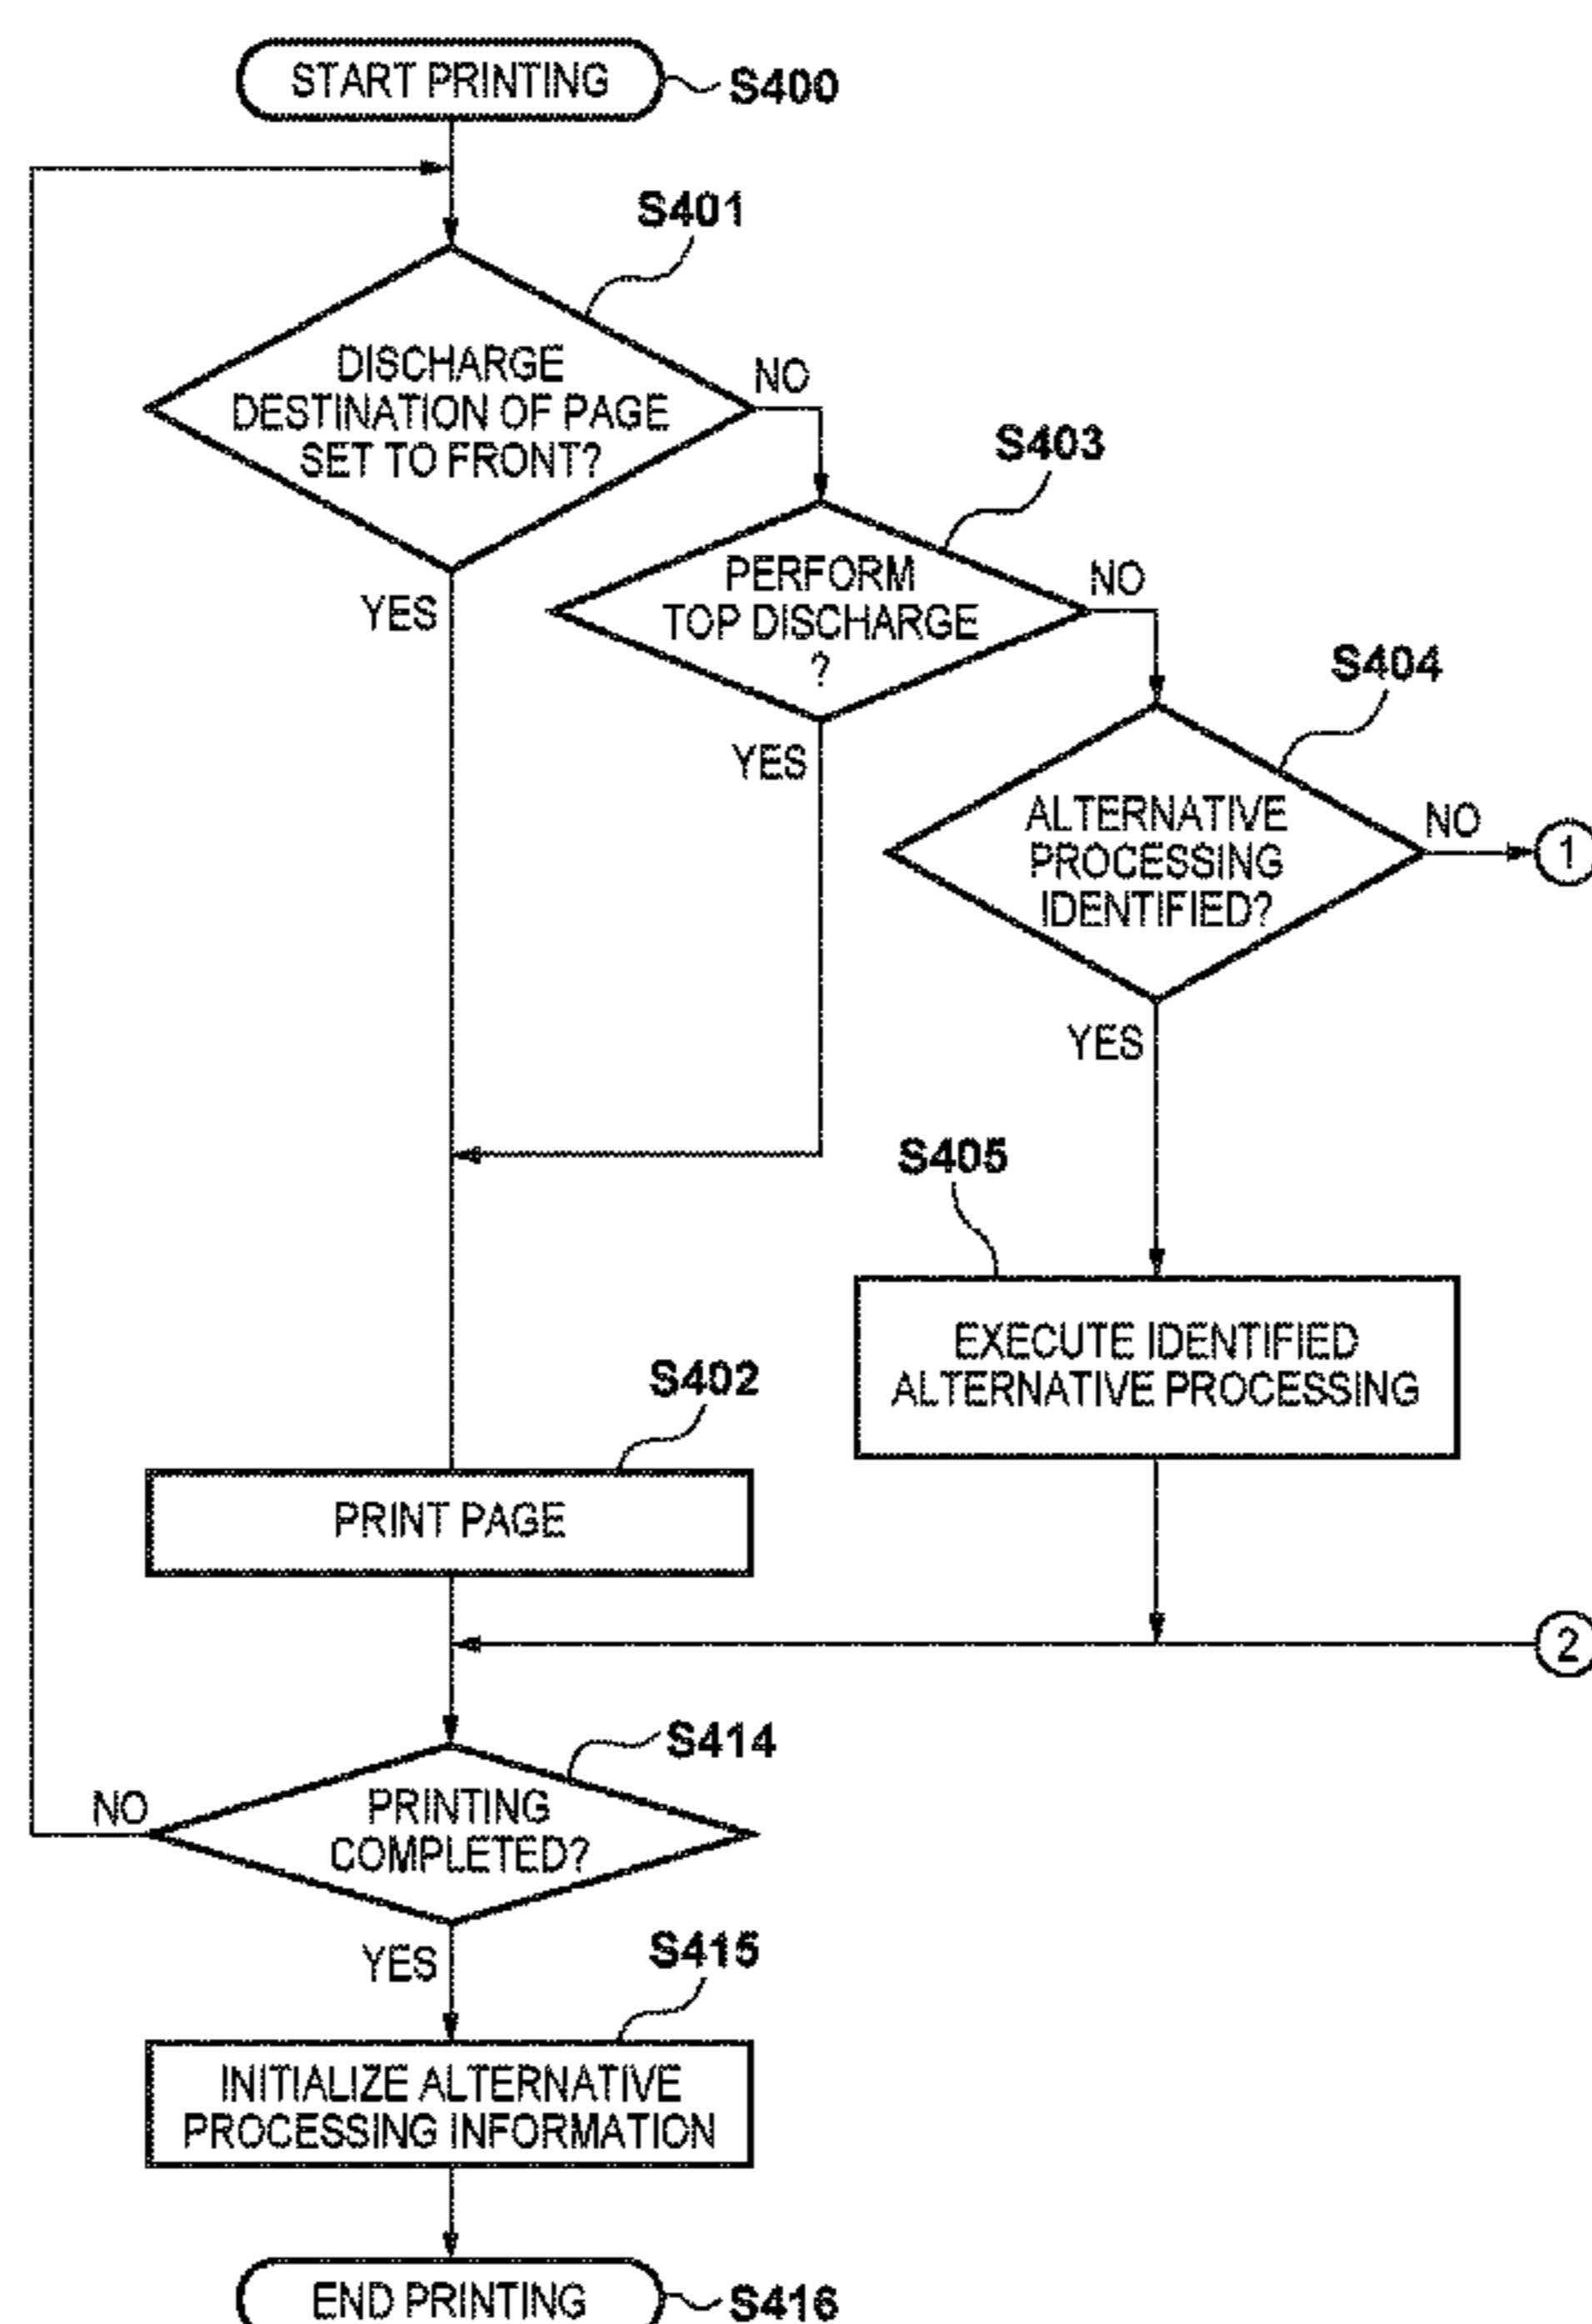 START PRINTING
S400
S401
DISCHARGE
DESTINATION OF PAGE
SET TO FRONT?
NO
YES
S403
PERFORM
TOP DISCHARGE
?
NO
YES
S404
ALTERNATIVE
PROCESSING
IDENTIFIED?
NO
1
YES
S405
EXECUTE IDENTIFIED
ALTERNATIVE PROCESSING
S402
PRINT PAGE
2
S414
PRINTING
COMPLETED?
NO
YES
S415
INITIALIZE ALTERNATIVE
PROCESSING INFORMATION
END PRINTING
S416